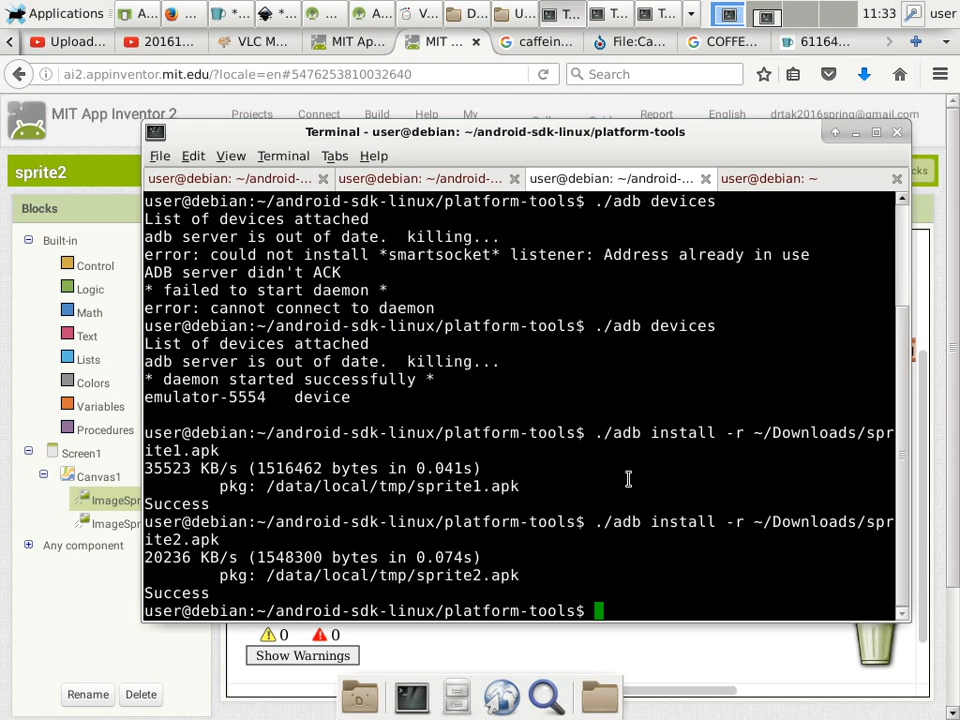 Applications
A...
*...
*...
A...
V...
D...
U...
T...
T...
T...
11:33
user
Upload...
20161...
VLC M...
MIT Ap...
MIT ...
caffein...
File:Ca...
COFFE...
61164...
ai2.appinventor.mit.edu/?locale=en#5476253810032640
Search
MIT App Inventor 2
Projects
Connect
Build
Help
My
Report
English
drtak2016spring@gmail.com
Terminal - user@debian: ~/android-sdk-linux/platform-tools
File Edit View Terminal Tabs Help
user@debian: ~/android-...
user@debian: ~/android-...
user@debian: ~/android-...
user@debian: ~
sprite2
cks
Blocks
Built-in
Control
Logic
Math
Text
Lists
Colors
Variables
Procedures
Screen1
Canvas1
ImageSpr
ImageSpr
Any component
Rename
Delete
user@debian:~/android-sdk-linux/platform-tools$ ./adb devices
List of devices attached
adb server is out of date.  killing...
error: could not install *smartsocket* listener: Address already in use
ADB server didn't ACK
* failed to start daemon *
error: cannot connect to daemon
user@debian:~/android-sdk-linux/platform-tools$ ./adb devices
List of devices attached
adb server is out of date.  killing...
* daemon started successfully *
emulator-5554   device
user@debian:~/android-sdk-linux/platform-tools$ ./adb install -r ~/Downloads/spr
ite1.apk
35523 KB/s (1516462 bytes in 0.041s)
        pkg: /data/local/tmp/sprite1.apk
Success
user@debian:~/android-sdk-linux/platform-tools$ ./adb install -r ~/Downloads/spr
ite2.apk
20236 KB/s (1548300 bytes in 0.074s)
        pkg: /data/local/tmp/sprite2.apk
Success
user@debian:~/android-sdk-linux/platform-tools$
0
0
Show Warnings